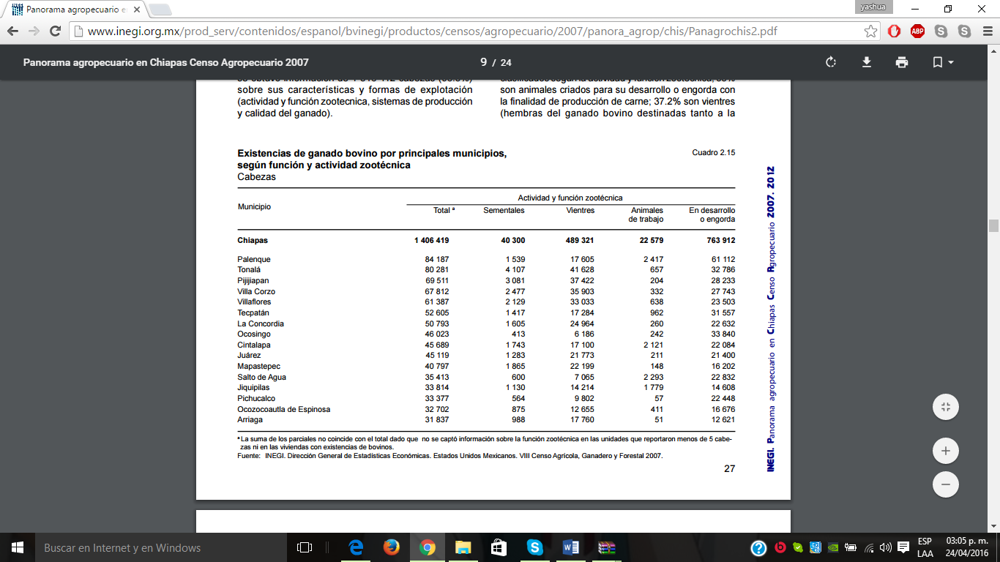 Panorama agropecuario e
yashua
www.inegi.org.mx/prod_serv/contenidos/espanol/bvinegi/productos/censos/agropecuario/2007/panora_agrop/chis/Panagrochis2.pdf
ABP
Panorama agropecuario en Chiapas Censo Agropecuario 2007
9 / 24
sobre sus características y formas de explotación
(actividad y función zootecnica, sistemas de producción
y calidad del ganado).
son animales criados para su desarrollo o engorda con
la finalidad de producción de carne; 37.2% son vientres
(hembras del ganado bovino destinadas tanto a la
Existencias de ganado bovino por principales municipios,
según función y actividad zootécnica
Cabezas
Cuadro 2.15
Municipio
Actividad y función zootécnica
Total ª Sementales Vientres Animales de trabajo En desarrollo o engorda
Chiapas 1 406 419 40 300 489 321 22 579 763 912
Palenque 84 187 1 539 17 605 2 417 61 112
Tonalá 80 281 4 107 41 628 657 32 786
Pijijiapan 69 511 3 081 37 422 204 28 233
Villa Corzo 67 812 2 477 35 903 332 27 743
Villaflores 61 387 2 129 33 033 638 23 503
Tecpatán 52 605 1 417 17 284 962 31 557
La Concordia 50 793 1 605 24 964 260 22 632
Ocosingo 46 023 413 6 186 242 33 840
Cintalapa 45 689 1 743 17 100 2 121 22 084
Juárez 45 119 1 283 21 773 211 21 400
Mapastepec 40 797 1 865 22 199 148 16 202
Salto de Agua 35 413 600 7 065 2 293 22 832
Jiquipilas 33 814 1 130 14 214 1 779 14 608
Pichucalco 33 377 564 9 802 57 22 448
Ocozocoautla de Espinosa 32 702 875 12 655 411 16 676
Arriaga 31 837 988 17 760 51 12 621
ª La suma de los parciales no coincide con el total dado que no se captó información sobre la función zootécnica en las unidades que reportaron menos de 5 cabe-
zas ni en las viviendas con existencias de bovinos.
Fuente: INEGI. Dirección General de Estadísticas Económicas. Estados Unidos Mexicanos. VIII Censo Agrícola, Ganadero y Forestal 2007.
27
INEGI. Panorama agropecuario en Chiapas Censo Agropecuario 2007. 2012
Buscar en Internet y en Windows
ESP
LAA
03:05 p. m.
24/04/2016